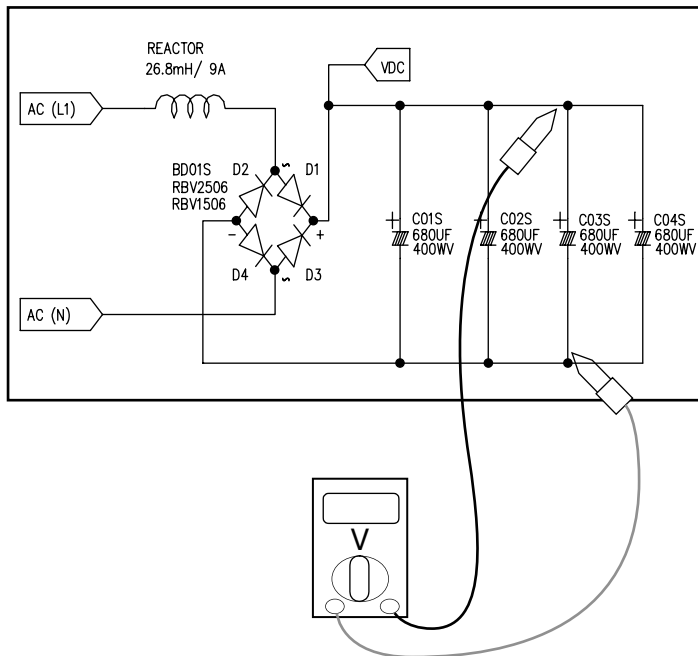 REACTOR
26.8mH/ 9A
VDC
AC (L1)
BD01S
RBV2506
RBV1506
D2
~
D1
-
+
D4
~
D3
+
C01S
680UF
400WV
+
C02S
680UF
400WV
+
C03S
680UF
400WV
+
C04S
680UF
400WV
AC (N)
V